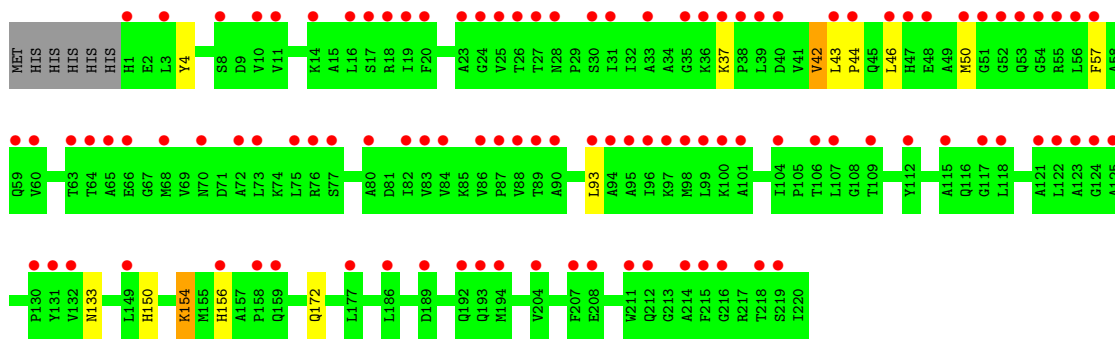 MET HIS HIS HIS HIS HIS H1 E2 L3 Y4 S8 D9 V10 V11 K14 A15 L16 S17 R18 I19 F20 A23 G24 V25 T26 T27 N28 P29 S30 I31 I32 A33 A34 G35 K36 K37 P38 L39 D40 V41 V42 L43 P44 Q45 L46 H47 E48 A49 M50 G51 G52 Q53 G54 R55 L56 F57 A58
Q59 V60 T63 T64 A65 E66 G67 M68 V69 N70 D71 A72 L73 K74 L75 R76 S77 A80 D81 I82 V83 V84 K85 V86 P87 V88 T89 A90 L93 A94 A95 I96 K97 M98 L99 K100 A101 I104 P105 T106 L107 G108 T109 Y112 A115 Q116 G117 L118 A121 L122 A123 G124 A125
P130 Y131 V132 N133 L149 H150 K154 M155 H156 A157 P158 Q159 Q172 L177 L186 D189 Q192 Q193 M194 V204 F207 E208 W211 Q212 G213 A214 F215 G216 R217 T218 S219 I220